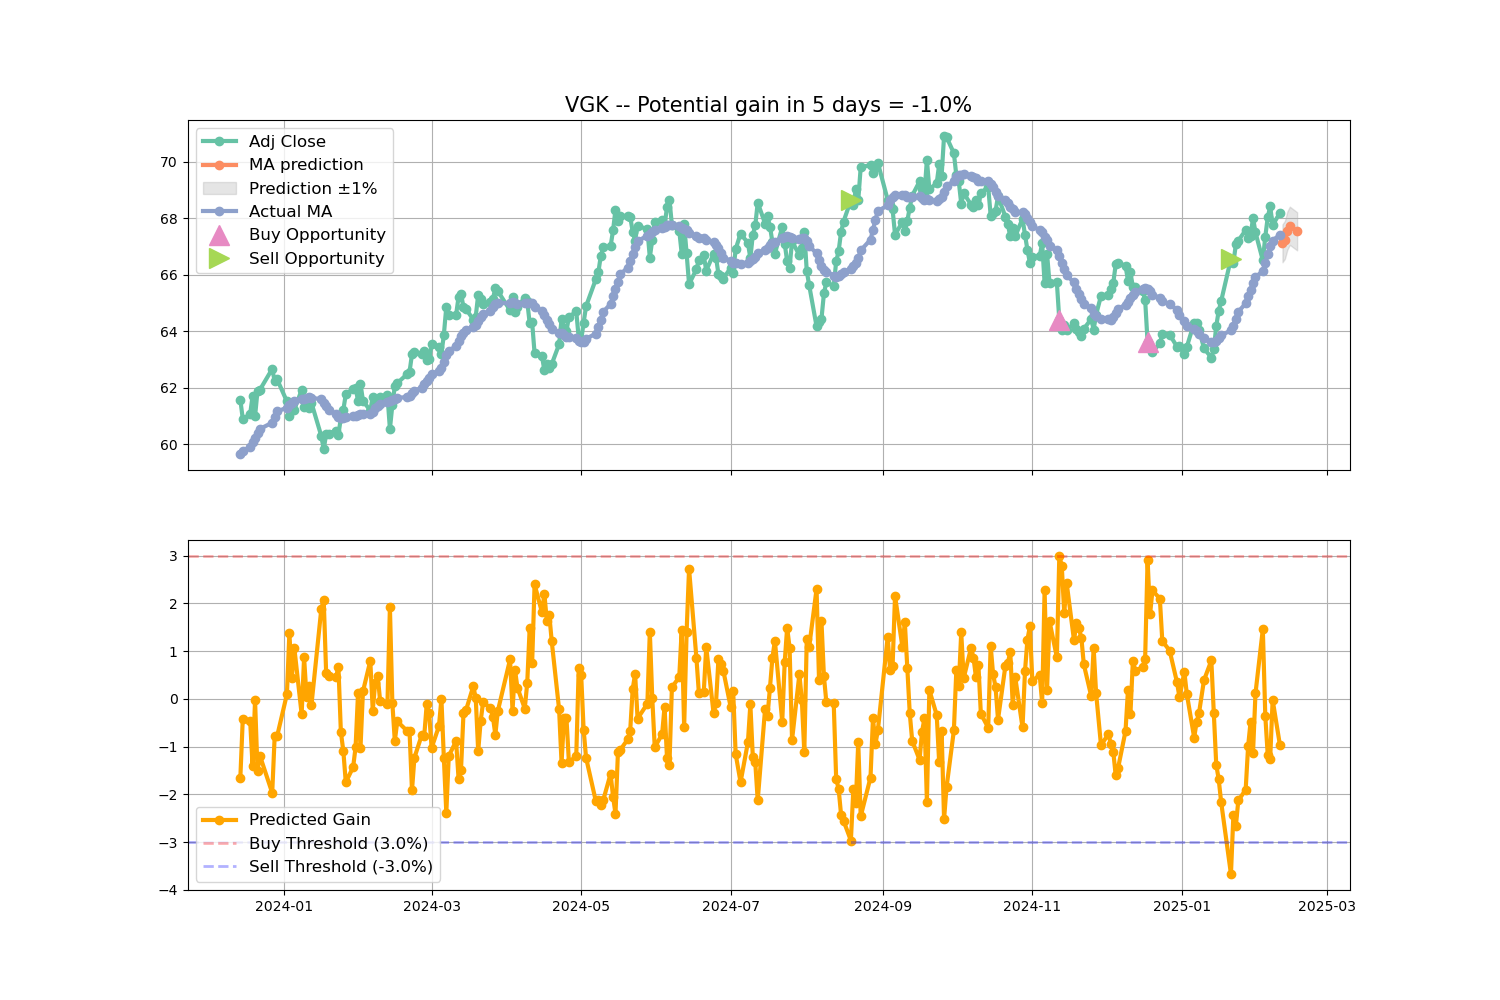 VGK -- Potential gain in 5 days = -1.0%
Adj Close
MA prediction
Prediction ±1%
Actual MA
Buy Opportunity
Sell Opportunity
70
68
66
64
62
60
3
2
1
0
−1
−2
−3
−4
Predicted Gain
Buy Threshold (3.0%)
Sell Threshold (-3.0%)
2024-01 2024-03 2024-05 2024-07 2024-09 2024-11 2025-01 2025-03